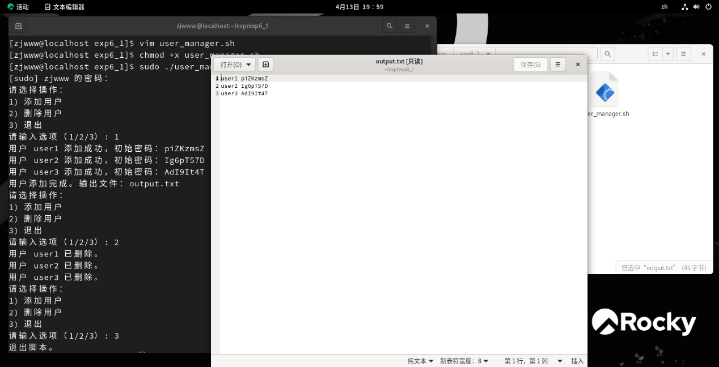 活动
文本编辑器
4月13日 19：59
zh
zjwww@localhost:~/exp/exp6_1
[zjwww@localhost exp6_1]$ vim user_manager.sh
[zjwww@localhost exp6_1]$ chmod +x user_manager.sh
[zjwww@localhost exp6_1]$ sudo ./user_ma
[sudo] zjwww 的密码：
请选择操作：
1) 添加用户
2) 删除用户
3) 退出
请输入选项（1/2/3）: 1
用户 user1 添加成功，初始密码：piZKzmsZ
用户 user2 添加成功，初始密码：Ig6pT57D
用户 user3 添加成功，初始密码：AdI9It4T
用户添加完成。输出文件：output.txt
请选择操作：
1) 添加用户
2) 删除用户
3) 退出
请输入选项（1/2/3）: 2
用户 user1 已删除。
用户 user2 已删除。
用户 user3 已删除。
请选择操作：
1) 添加用户
2) 删除用户
3) 退出
请输入选项（1/2/3）: 3
退出脚本。
打开(O)
output.txt [只读]
~/exp/exp6_1
保存(S)
1 user1 piZKzmsZ
2 user2 Ig6pT57D
3 user3 AdI9It4T
纯文本
制表符宽度：8
第 1 行，第 1 列
插入
exp6_1
er_manager.sh
已选中“output.txt” (45 字节)
Rocky